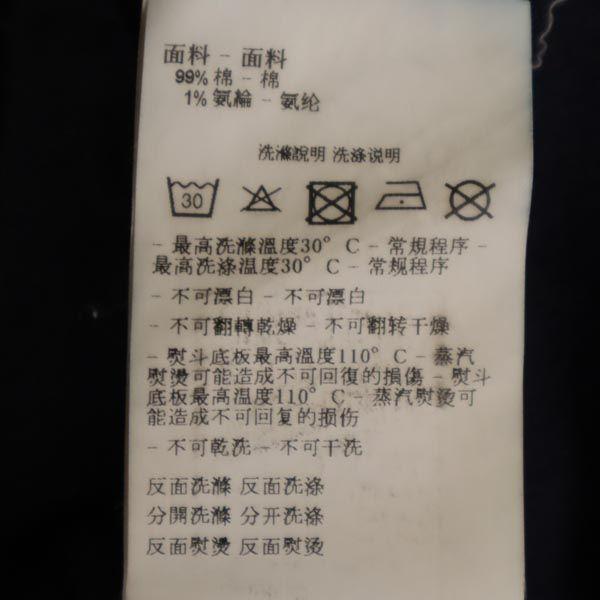 面料 - 面料
99% 棉 - 棉
1% 氨綸 - 氨纶
洗滌說明 洗涤说明
30
- 最高洗滌溫度30° C - 常規程序 -
最高洗涤温度30° C - 常规程序
- 不可漂白 - 不可漂白
- 不可翻轉乾燥 - 不可翻转干燥
- 熨斗底板最高溫度110° C - 蒸汽
熨燙可能造成不可回復的損傷 - 熨斗
底板最高温度110° C - 蒸汽熨烫可
能造成不可回复的损伤
- 不可乾洗 - 不可干洗
反面洗滌 反面洗涤
分開洗滌 分开洗涤
反面熨燙 反面熨烫